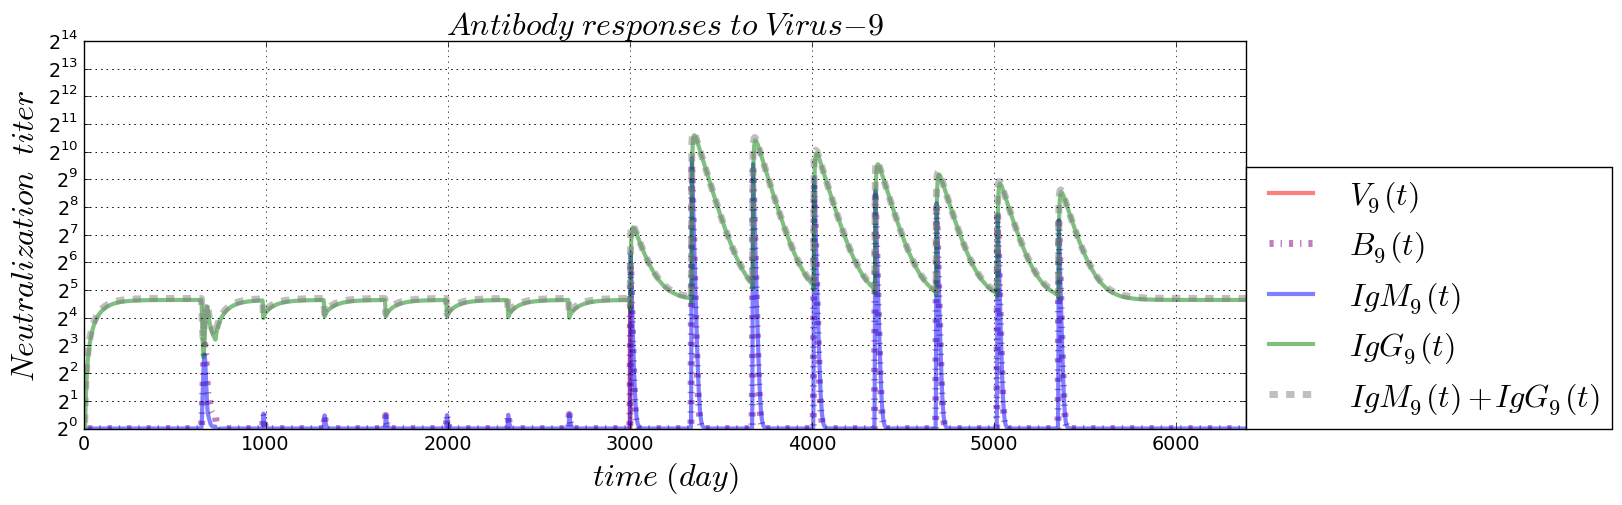 Antibody responses to Virus−9
2^14
2^13
2^12
2^11
2^10
2^9
2^8
2^7
2^6
2^5
2^4
2^3
2^2
2^1
2^0
Neutralization titer
0 1000 2000 3000 4000 5000 6000
time (day)
V_9(t)
B_9(t)
IgM_9(t)
IgG_9(t)
IgM_9(t)+IgG_9(t)